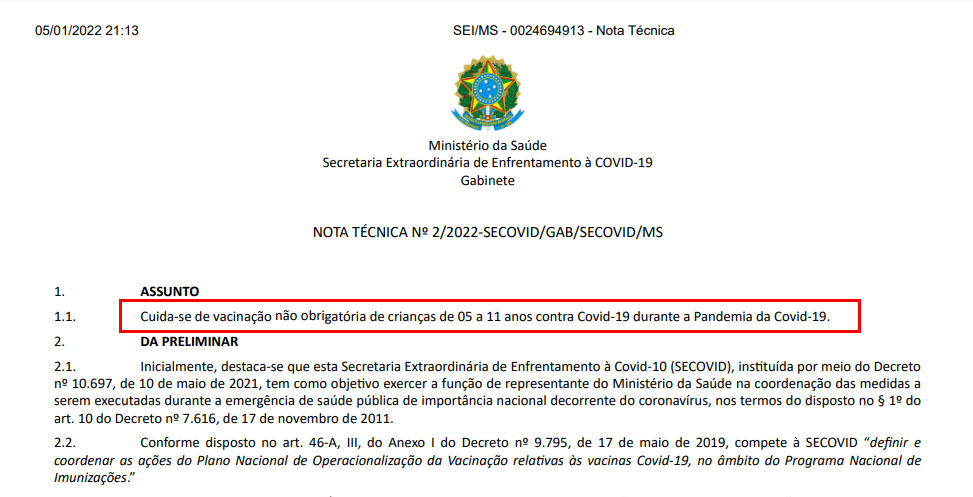 05/01/2022 21:13 SEI/MS - 0024694913 - Nota Técnica
Ministério da Saúde
Secretaria Extraordinária de Enfrentamento à COVID-19
Gabinete
NOTA TÉCNICA Nº 2/2022-SECOVID/GAB/SECOVID/MS
1. ASSUNTO
1.1. Cuida-se de vacinação não obrigatória de crianças de 05 a 11 anos contra Covid-19 durante a Pandemia da Covid-19.
2. DA PRELIMINAR
2.1. Inicialmente, destaca-se que esta Secretaria Extraordinária de Enfrentamento à Covid-10 (SECOVID), instituída por meio do Decreto
nº 10.697, de 10 de maio de 2021, tem como objetivo exercer a função de representante do Ministério da Saúde na coordenação das medidas a
serem executadas durante a emergência de saúde pública de importância nacional decorrente do coronavírus, nos termos do disposto no § 1º do
art. 10 do Decreto nº 7.616, de 17 de novembro de 2011.
2.2. Conforme disposto no art. 46-A, III, do Anexo I do Decreto nº 9.795, de 17 de maio de 2019, compete à SECOVID “definir e
coordenar as ações do Plano Nacional de Operacionalização da Vacinação relativas às vacinas Covid-19, no âmbito do Programa Nacional de
Imunizações.”